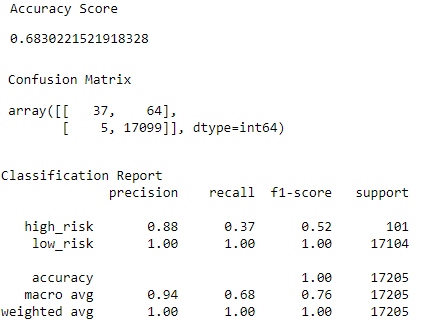 Accuracy Score
0.6830221521918328
Confusion Matrix
array([[   37,    64],
       [    5, 17099]], dtype=int64)
Classification Report
              precision    recall  f1-score   support
   high_risk       0.88      0.37      0.52       101
    low_risk       1.00      1.00      1.00     17104
    accuracy                           1.00     17205
   macro avg       0.94      0.68      0.76     17205
weighted avg       1.00      1.00      1.00     17205